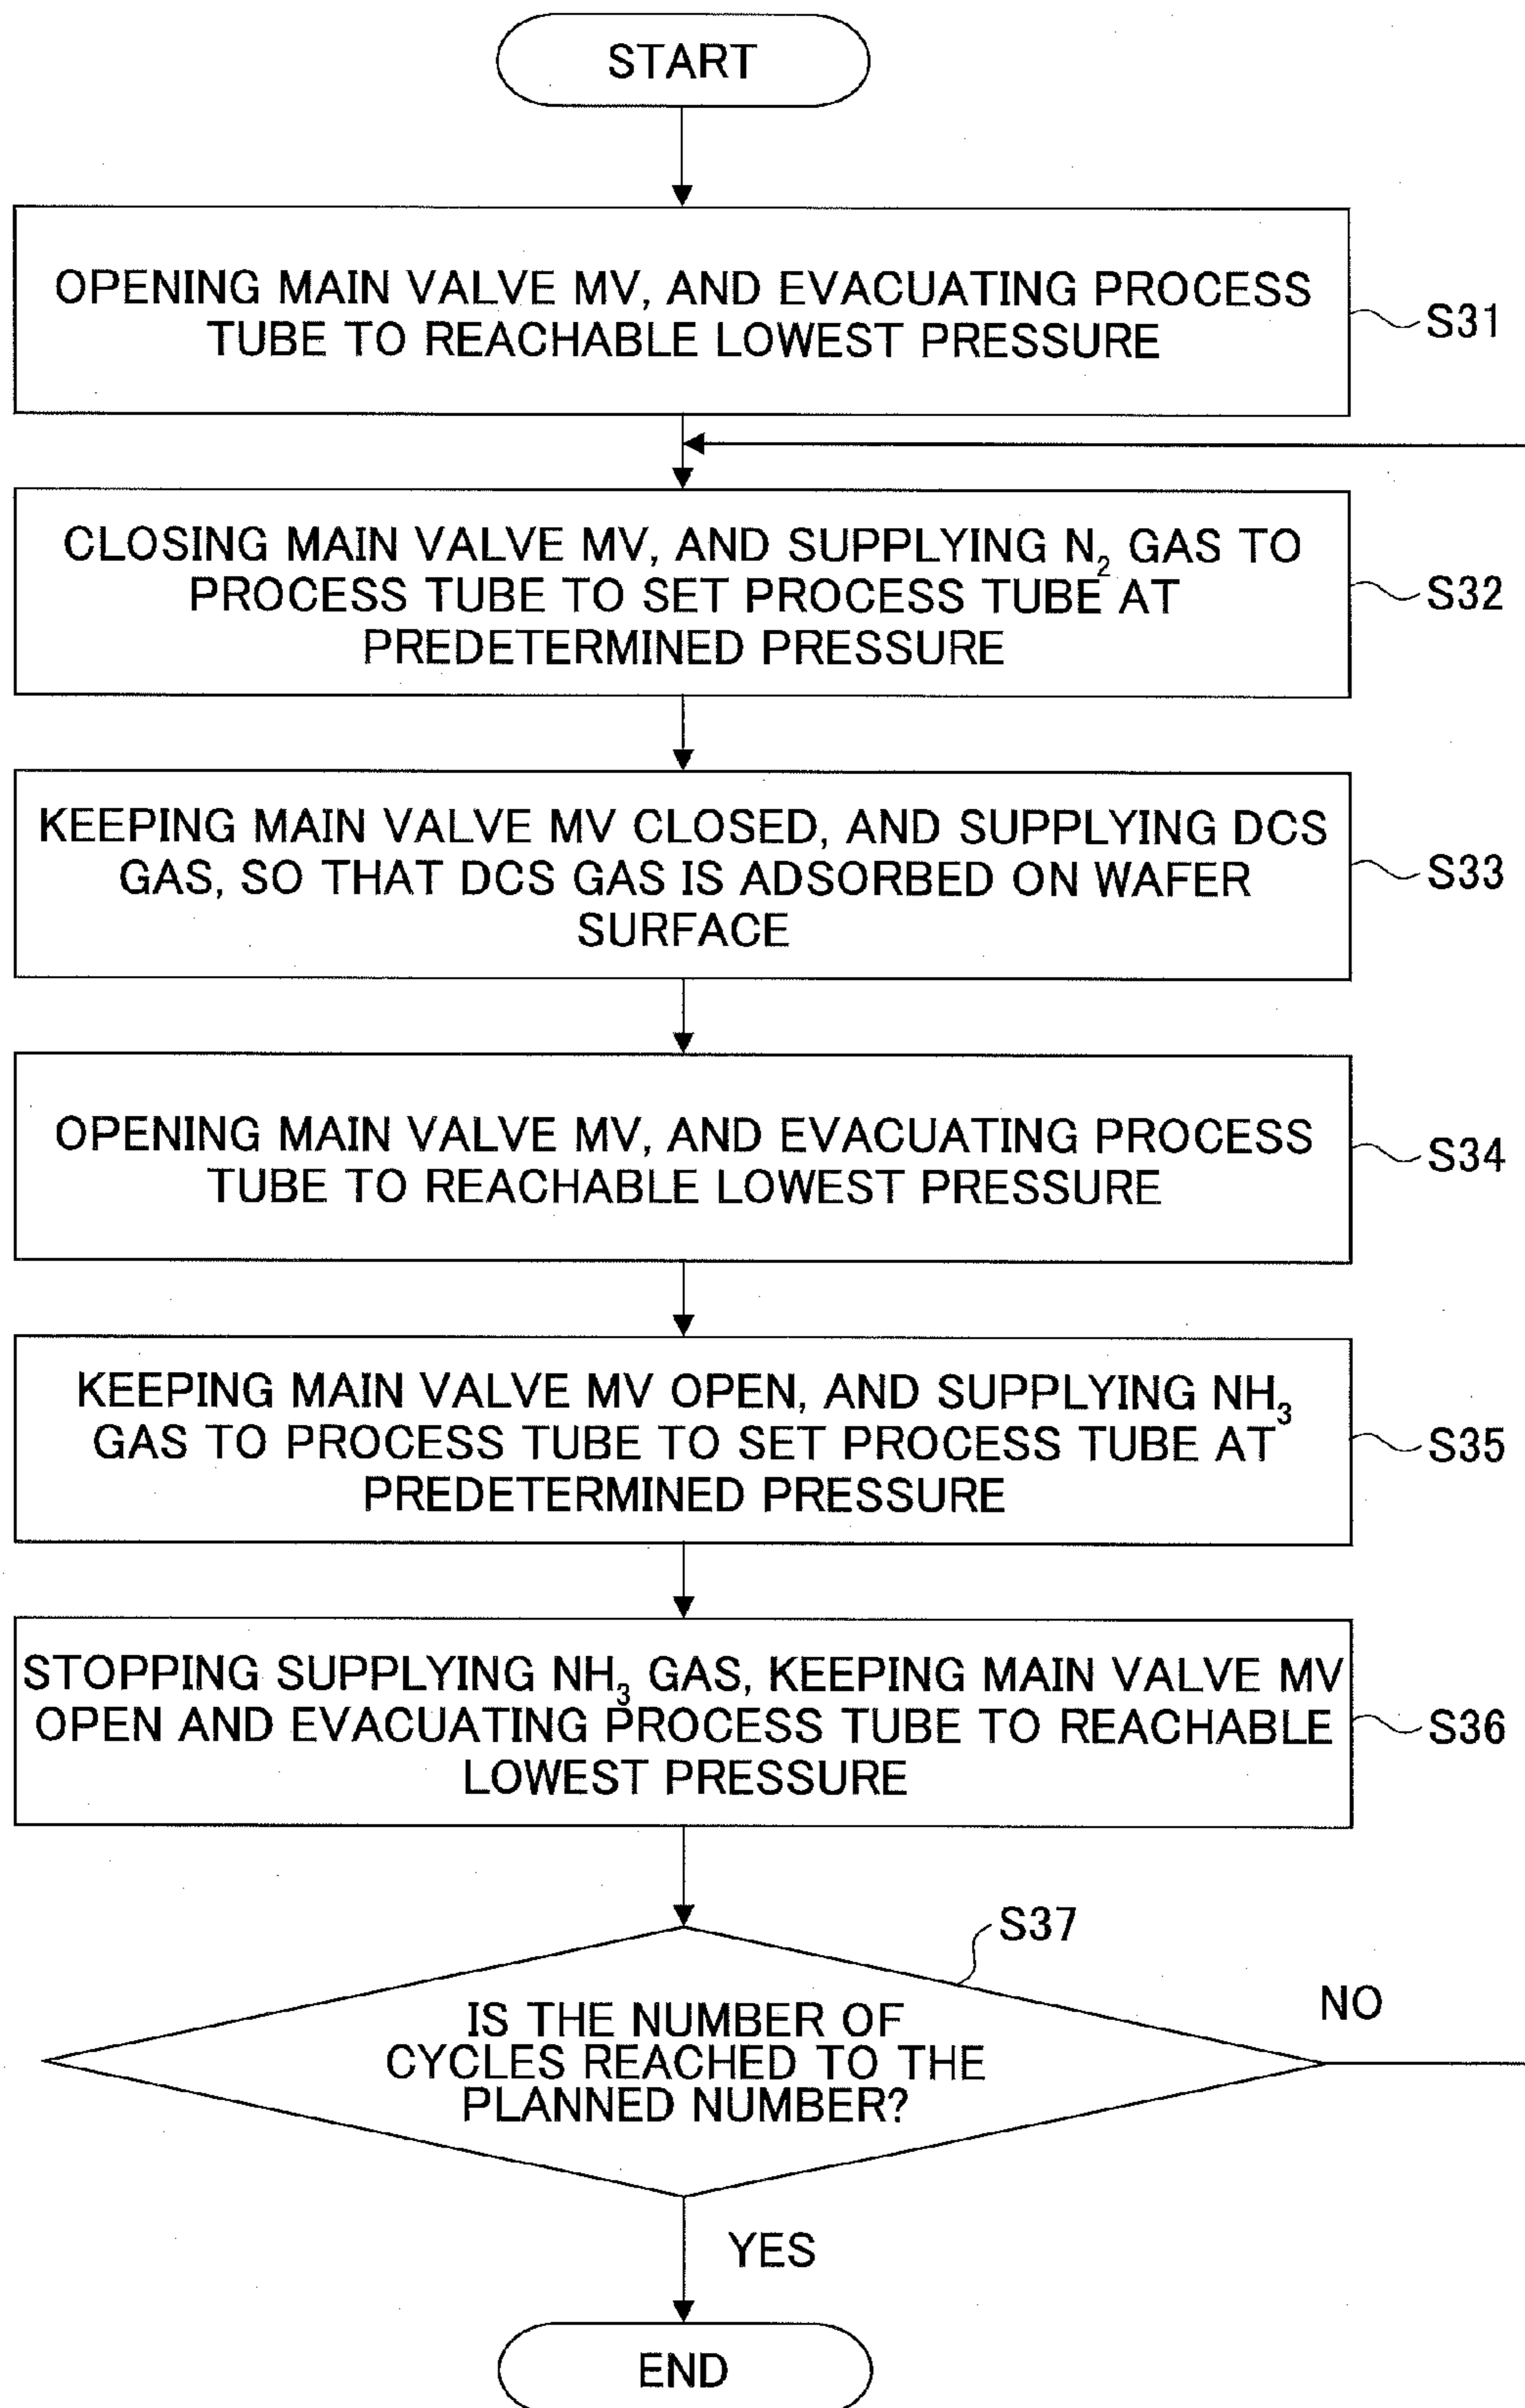 START
OPENING MAIN VALVE MV, AND EVACUATING PROCESS
TUBE TO REACHABLE LOWEST PRESSURE
S31
CLOSING MAIN VALVE MV, AND SUPPLYING N₂ GAS TO
PROCESS TUBE TO SET PROCESS TUBE AT
PREDETERMINED PRESSURE
S32
KEEPING MAIN VALVE MV CLOSED, AND SUPPLYING DCS
GAS, SO THAT DCS GAS IS ADSORBED ON WAFER
SURFACE
S33
OPENING MAIN VALVE MV, AND EVACUATING PROCESS
TUBE TO REACHABLE LOWEST PRESSURE
S34
KEEPING MAIN VALVE MV OPEN, AND SUPPLYING NH₃
GAS TO PROCESS TUBE TO SET PROCESS TUBE AT
PREDETERMINED PRESSURE
S35
STOPPING SUPPLYING NH₃ GAS, KEEPING MAIN VALVE MV
OPEN AND EVACUATING PROCESS TUBE TO REACHABLE
LOWEST PRESSURE
S36
S37
IS THE NUMBER OF
CYCLES REACHED TO THE
PLANNED NUMBER?
NO
YES
END